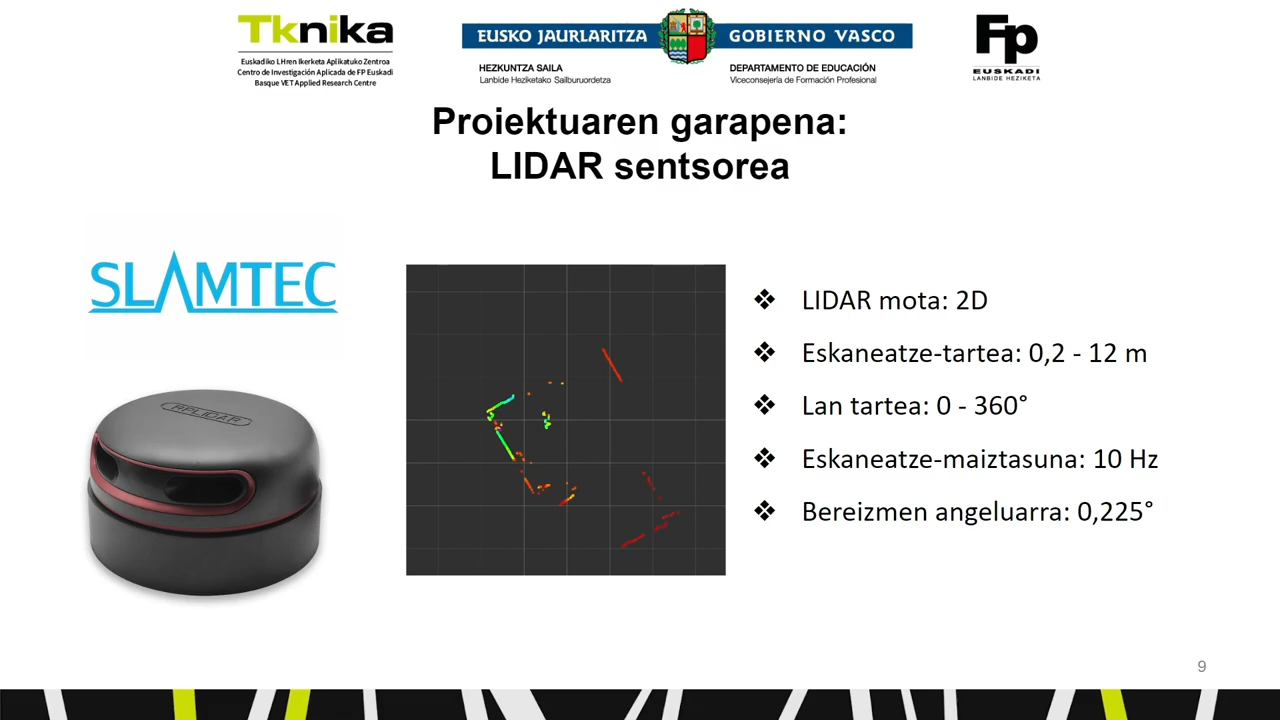 Tknika
Euskadiko LHren Ikerketa Aplikatuko Zentroa
Centro de Investigación Aplicada de FP Euskadi
Basque VET Applied Research Centre
EUSKO JAURLARITZA
GOBIERNO VASCO
HEZKUNTZA SAILA
Lanbide Heziketako Sailburuordetza
DEPARTAMENTO DE EDUCACIÓN
Viceconsejería de Formación Profesional
Fp
EUSKADI
LANBIDE HEZIKETA
Proiektuaren garapena:
LIDAR sentsorea
SLAMTEC
RPLIDAR
❖ LIDAR mota: 2D
❖ Eskaneatze-tartea: 0,2 - 12 m
❖ Lan tartea: 0 - 360°
❖ Eskaneatze-maiztasuna: 10 Hz
❖ Bereizmen angeluarra: 0,225°
9